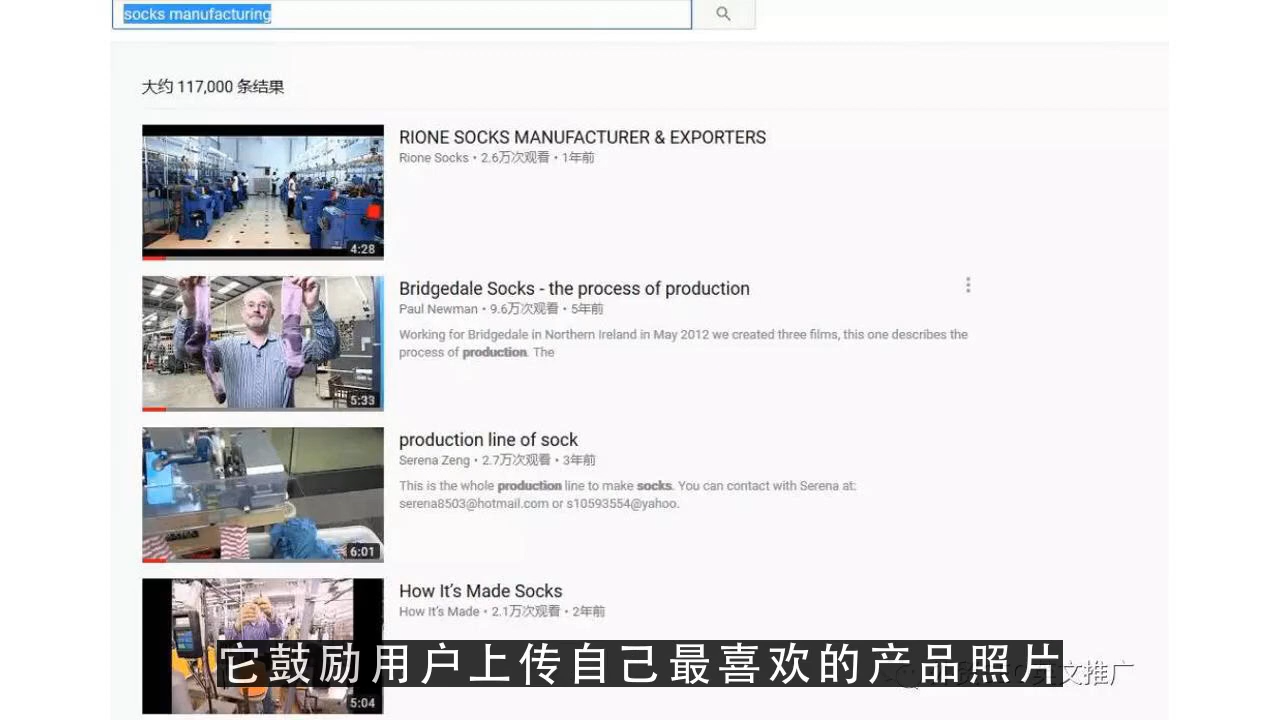 socks manufacturing
大约 117,000 条结果
RIONE SOCKS MANUFACTURER & EXPORTERS
Rione Socks • 2.6万次观看 • 1年前
4:28
Bridgedale Socks - the process of production
Paul Newman • 9.6万次观看 • 5年前
Working for Bridgedale in Northern Ireland in May 2012 we created three films, this one describes the
process of production. The
5:33
production line of sock
Serena Zeng • 2.7万次观看 • 3年前
This is the whole production line to make socks. You can contact with Serena at:
serena8503@hotmail.com or s10593554@yahoo.
6:01
How It's Made Socks
How It's Made • 2.1万次观看 • 2年前
5:04
它鼓励用户上传自己最喜欢的产品照片
文推广